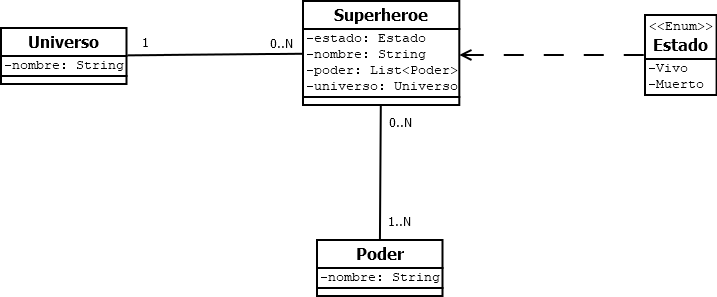 Universo
-nombre: String
1
0..N
Superheroe
-estado: Estado
-nombre: String
-poder: List<Poder>
-universo: Universo
<<Enum>>
Estado
-Vivo
-Muerto
0..N
1..N
Poder
-nombre: String